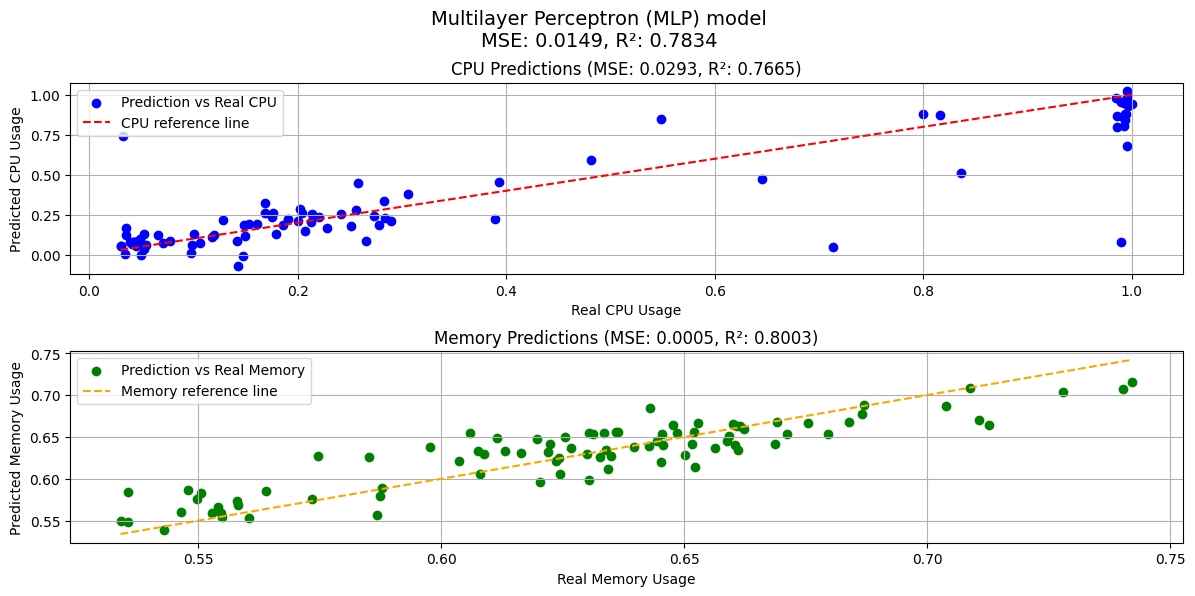 Multilayer Perceptron (MLP) model
MSE: 0.0149, R²: 0.7834
CPU Predictions (MSE: 0.0293, R²: 0.7665)
Prediction vs Real CPU
CPU reference line
Predicted CPU Usage
1.00
0.75
0.50
0.25
0.00
0.0 0.2 0.4 0.6 0.8 1.0
Real CPU Usage
Memory Predictions (MSE: 0.0005, R²: 0.8003)
Prediction vs Real Memory
Memory reference line
Predicted Memory Usage
0.75
0.70
0.65
0.60
0.55
0.55 0.60 0.65 0.70 0.75
Real Memory Usage